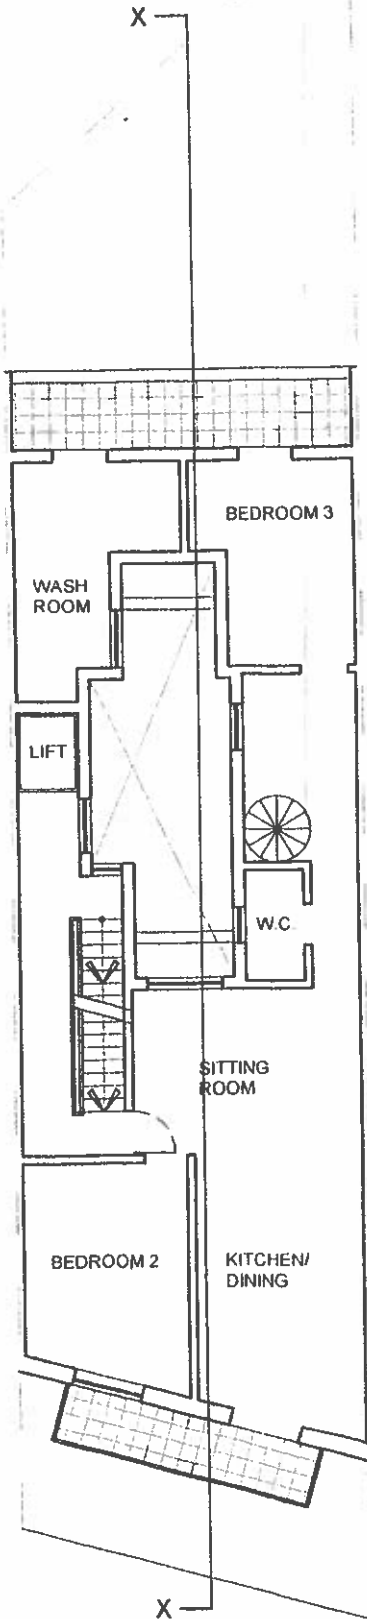 X
BEDROOM 3
WASH
ROOM
LIFT
W.C.
SITTING
ROOM
BEDROOM 2
KITCHEN/
DINING
X